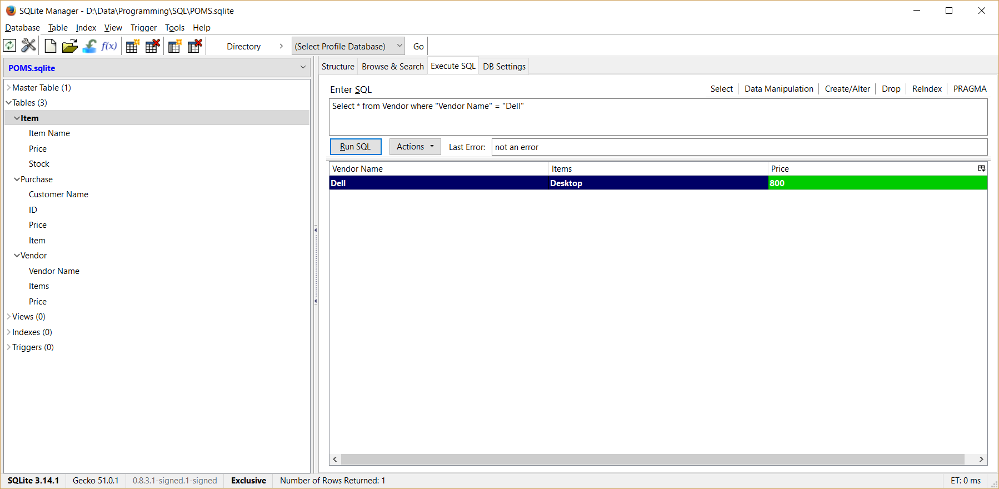 SQLite Manager - D:\Data\Programming\SQL\POMS.sqlite
Database Table Index View Trigger Tools Help
f(x) Directory > (Select Profile Database) Go
POMS.sqlite
Master Table (1)
Tables (3)
Item
Item Name
Price
Stock
Purchase
Customer Name
ID
Price
Item
Vendor
Vendor Name
Items
Price
Views (0)
Indexes (0)
Triggers (0)
Structure Browse & Search Execute SQL DB Settings
Enter SQL Select Data Manipulation Create/Alter Drop ReIndex PRAGMA
Select * from Vendor where "Vendor Name" = "Dell"
Run SQL Actions Last Error: not an error
Vendor Name Items Price
Dell Desktop 800
SQLite 3.14.1 Gecko 51.0.1 0.8.3.1-signed.1-signed Exclusive Number of Rows Returned: 1 ET: 0 ms